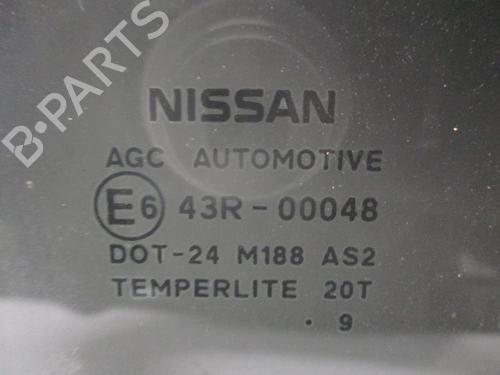 B·PARTS
NISSAN
AGC AUTOMOTIVE
E6 43R-00048
DOT-24 M188 AS2
TEMPERLITE 20T
· 9